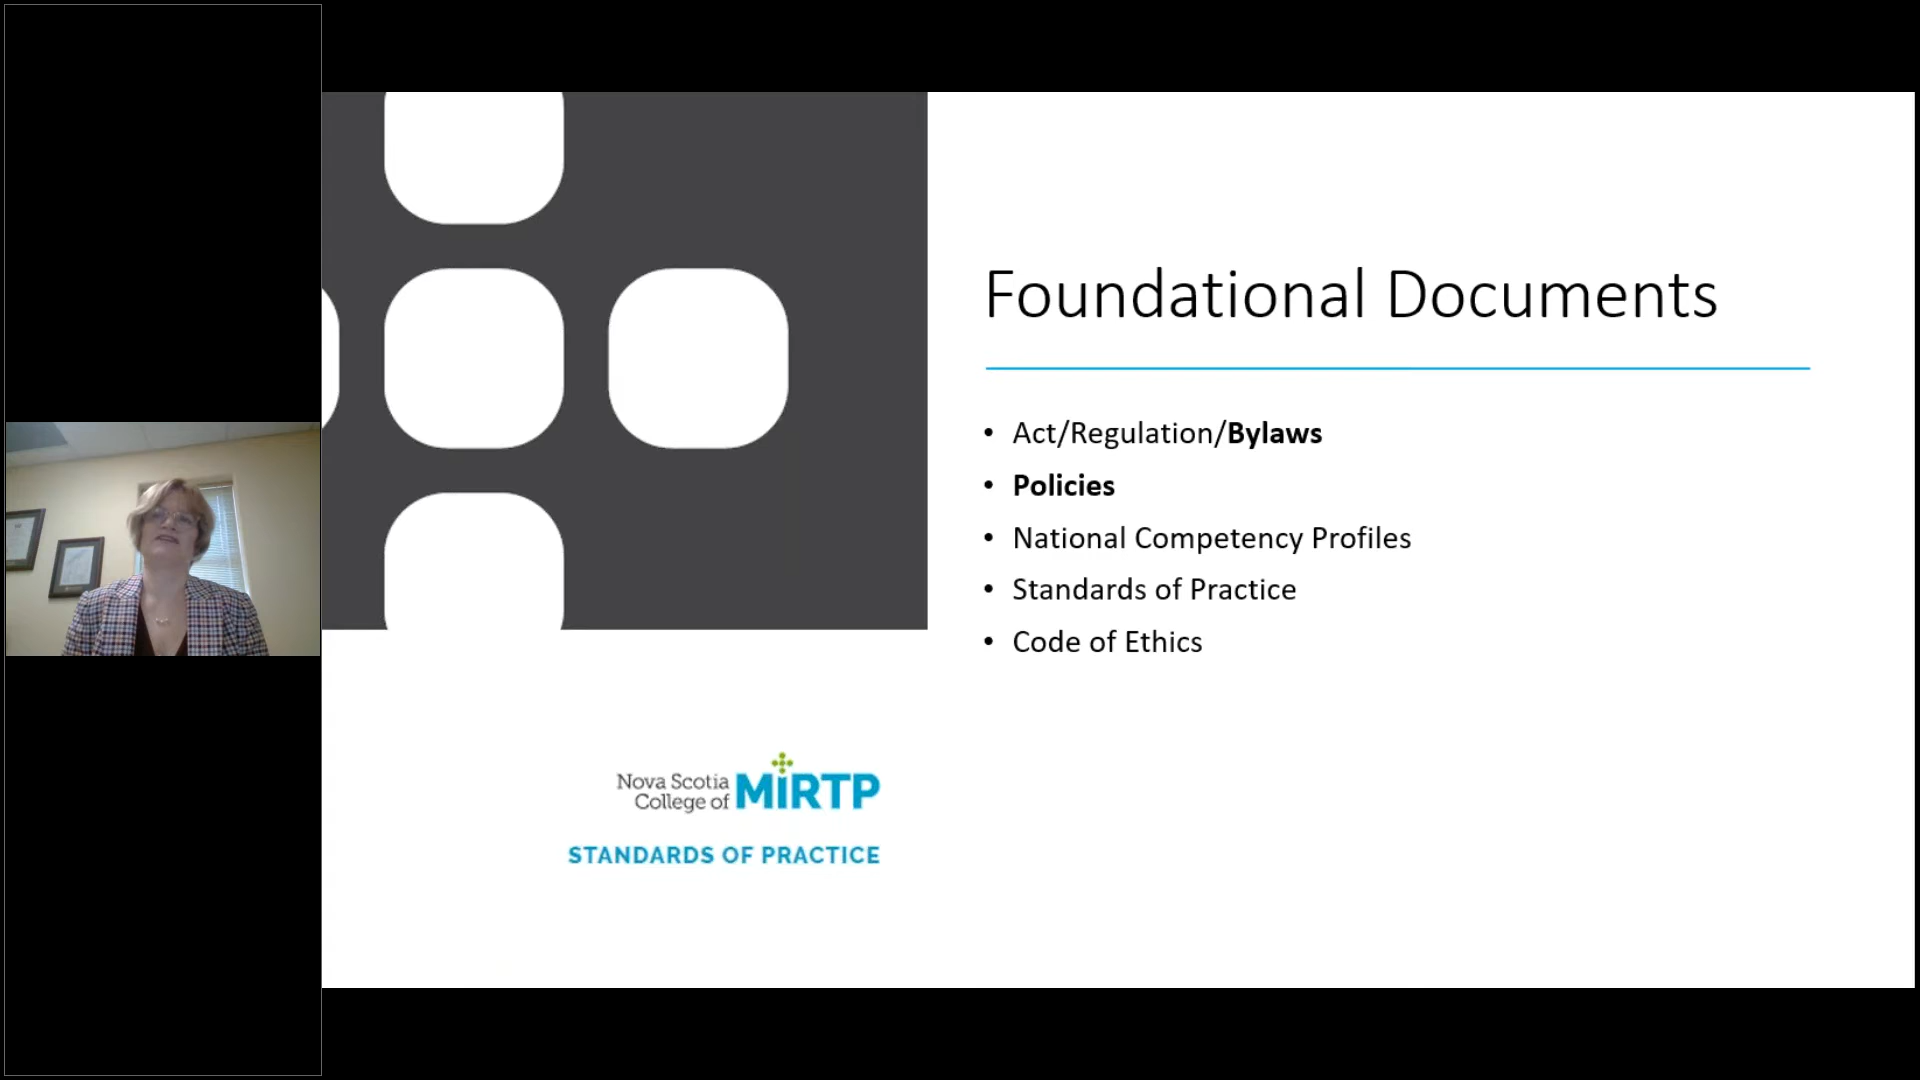 Foundational Documents
• Act/Regulation/Bylaws
• Policies
• National Competency Profiles
• Standards of Practice
• Code of Ethics
Nova Scotia
College of MiRTP
STANDARDS OF PRACTICE